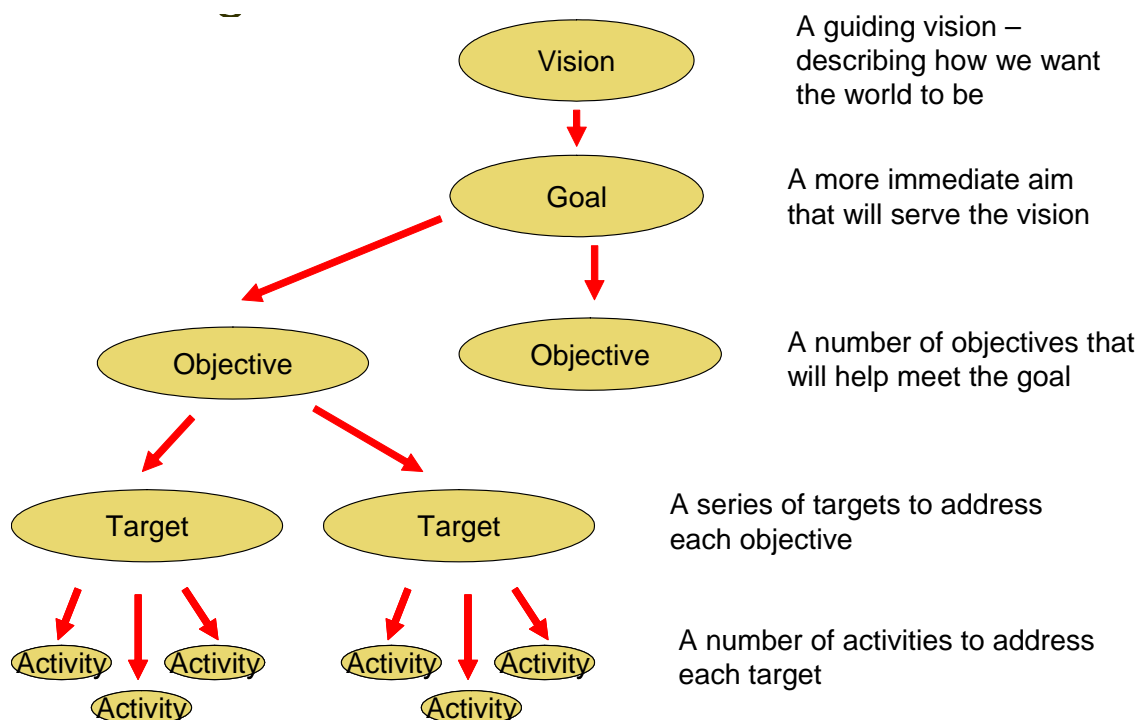 Vision
A guiding vision –
describing how we want
the world to be
Goal
A more immediate aim
that will serve the vision
Objective
Objective
A number of objectives that
will help meet the goal
Target
Target
A series of targets to address
each objective
Activity
Activity
Activity
Activity
Activity
Activity
A number of activities to address
each target